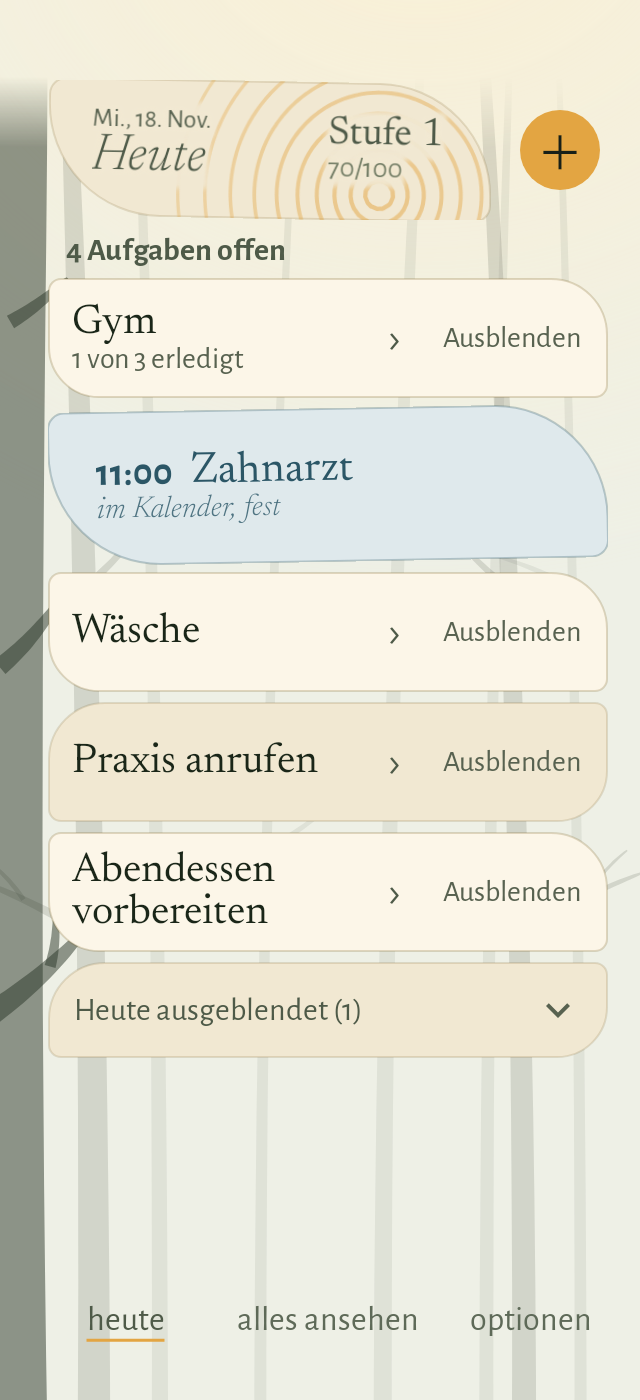 Mi., 18. Nov.
Heute
Stufe 1
70/100
+
4 Aufgaben offen
Gym
1 von 3 erledigt
› Ausblenden
11:00 Zahnarzt
im Kalender, fest
Wäsche › Ausblenden
Praxis anrufen › Ausblenden
Abendessen
vorbereiten
› Ausblenden
Heute ausgeblendet (1)
heute alles ansehen optionen